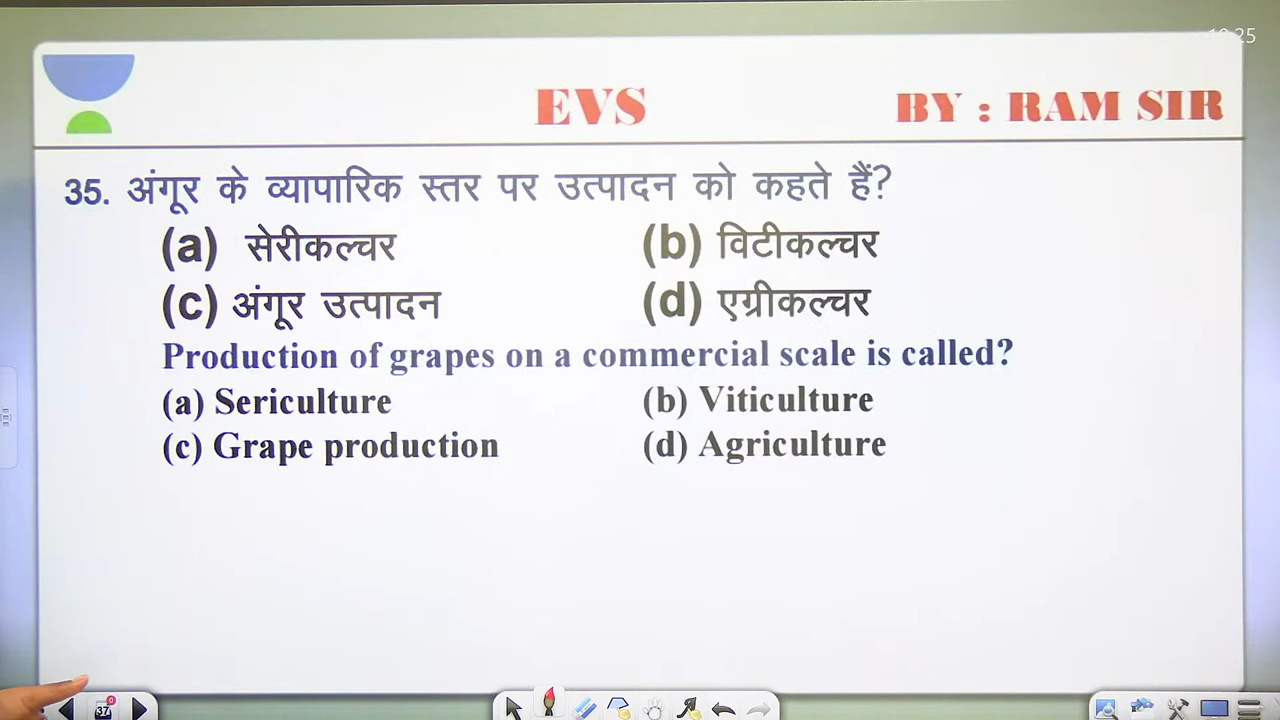 EVS BY : RAM SIR
35. अंगूर के व्यापारिक स्तर पर उत्पादन को कहते हैं?
(a) सेरीकल्चर (b) विटीकल्चर
(c) अंगूर उत्पादन (d) एग्रीकल्चर
Production of grapes on a commercial scale is called?
(a) Sericulture (b) Viticulture
(c) Grape production (d) Agriculture
37